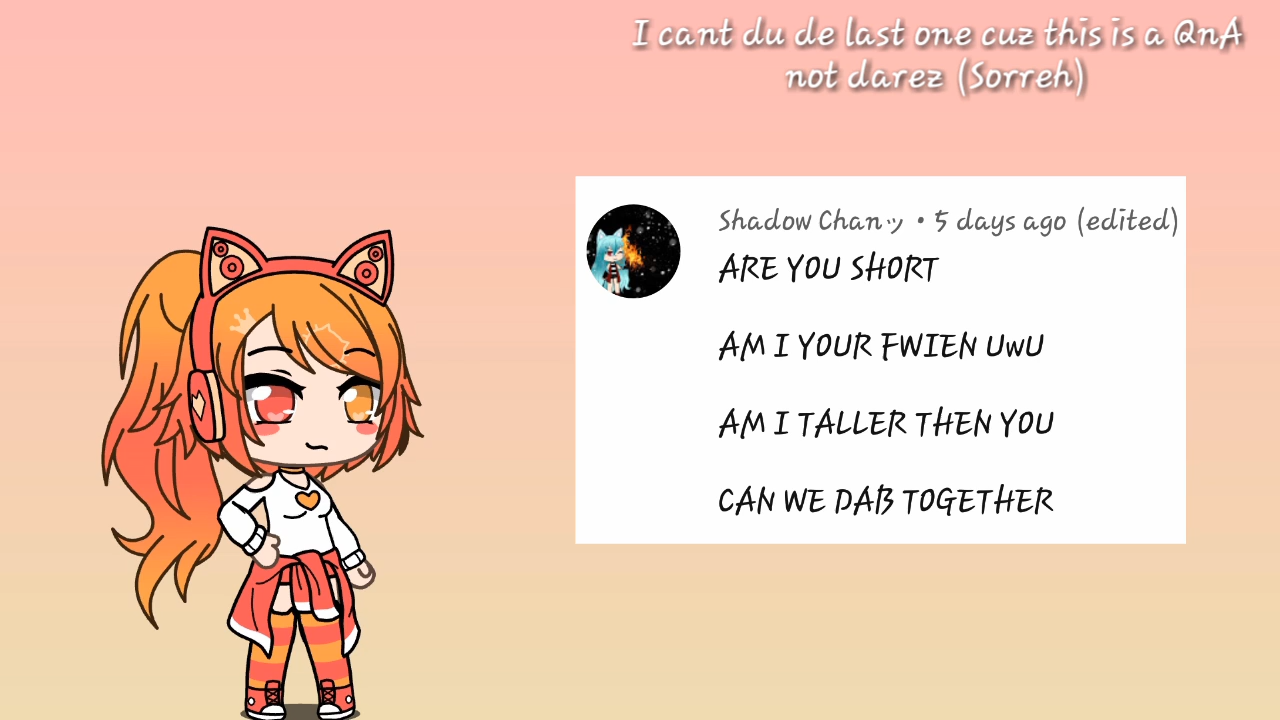 I cant du de last one cuz this is a QnA
not darez (Sorreh)
Shadow Chanッ • 5 days ago (edited)
ARE YOU SHORT
AM I YOUR FWIEN UwU
AM I TALLER THEN YOU
CAN WE DAB TOGETHER